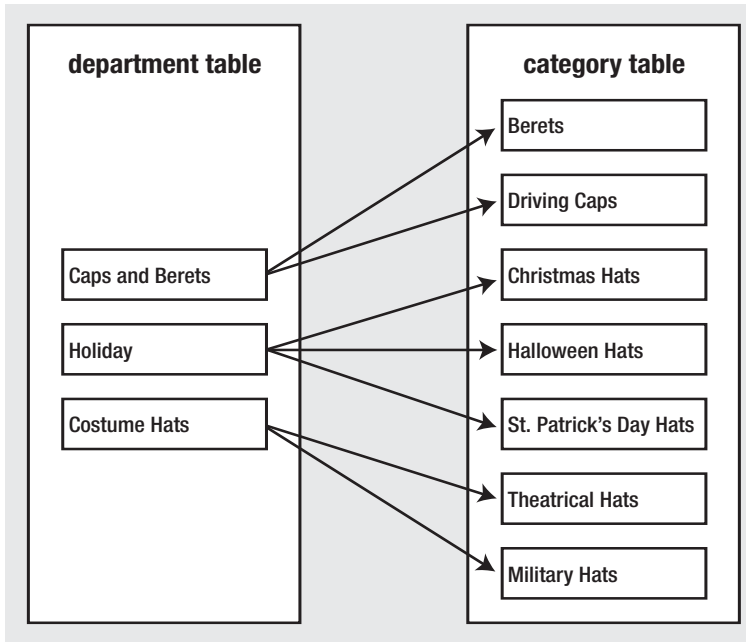 department table
Caps and Berets
Holiday
Costume Hats
category table
Berets
Driving Caps
Christmas Hats
Halloween Hats
St. Patrick's Day Hats
Theatrical Hats
Military Hats